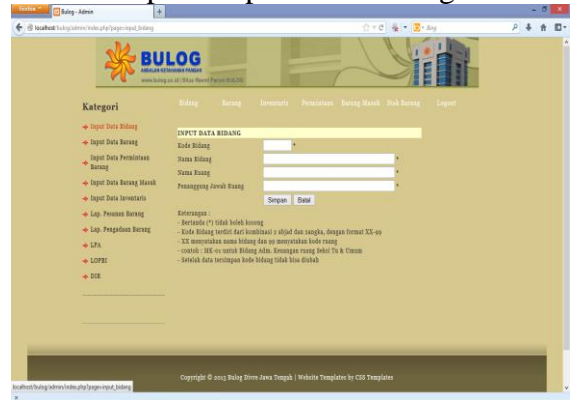 Firefox
Bulog - Admin
localhost/bulog/admin/index.php?page=input_bidang
Bing
BULOG
Kategori
Bidang Barang Inventaris Permintaan Barang Masuk Stok Barang Logout
Input Data Bidang
Input Data Barang
Input Data Permintaan
Barang
Input Data Barang Masuk
Input Data Inventaris
Lap. Pesanan Barang
Lap. Pengadaan Barang
LPA
LOPBI
DIR
INPUT DATA BIDANG
Kode Bidang *
Nama Bidang *
Nama Ruang *
Penanggung Jawab Ruang *
Simpan Batal
Keterangan :
- Bertanda (*) tidak boleh kosong
- Kode Bidang terdiri dari kombinasi 2 abjad dan 2angka, dengan format XX-99
- XX menyatakan nama bidang dan 99 menyatakan kode ruang
- contoh : MK-01 untuk Bidang Adm. Keuangan ruang Seksi Tu & Umum
- Setelah data tersimpan kode bidang tidak bisa diubah
Copyright © 2013 Bulog Divre Jawa Tengah | Website Templates by CSS Templates
localhost/bulog/admin/index.php?page=input_bidang